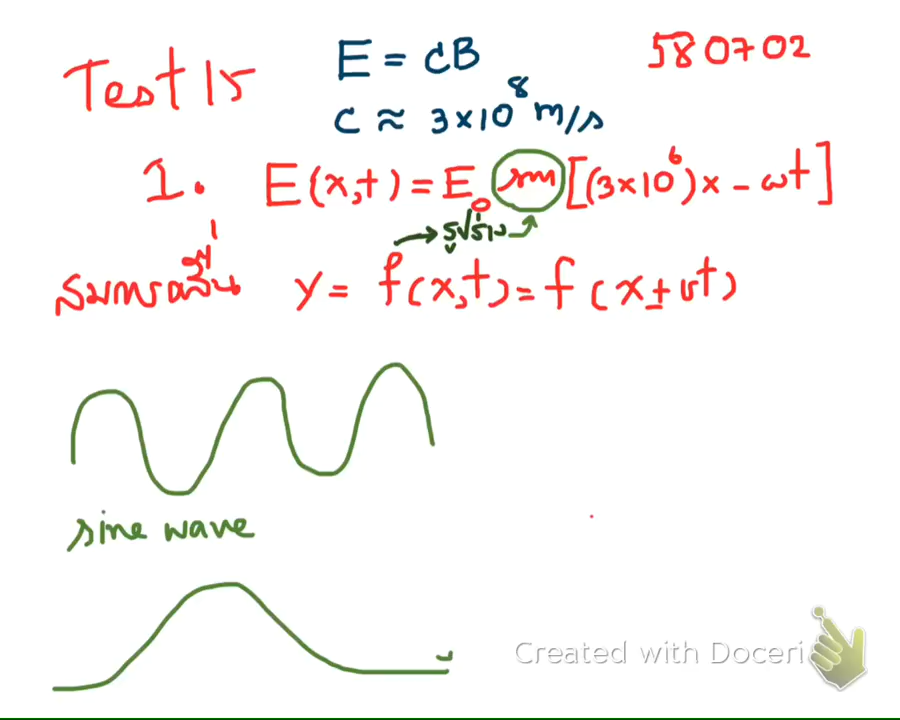 Test 15
E = cB
580702
c ≈ 3×10⁸ m/s
1. E(x,t) = E₀ sin [(3×10⁶)x - ωt]
→ รูปร่าง
สมการคลื่น y = f(x,t) = f(x±vt)
sine wave
Created with Doceri